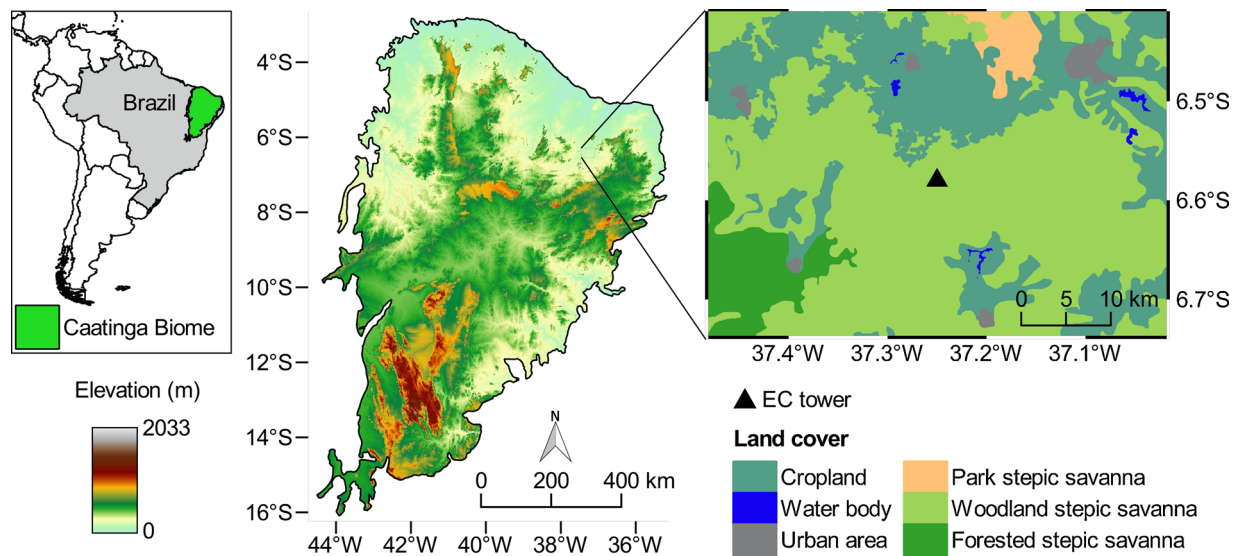 Brazil
Caatinga Biome
Elevation (m)
2033
0
4°S
6°S
8°S
10°S
12°S
14°S
16°S
44°W
42°W
40°W
38°W
36°W
N
0
200
400 km
6.5°S
6.6°S
6.7°S
0
5
10 km
37.4°W
37.3°W
37.2°W
37.1°W
EC tower
Land cover
Cropland
Water body
Urban area
Park stepic savanna
Woodland stepic savanna
Forested stepic savanna